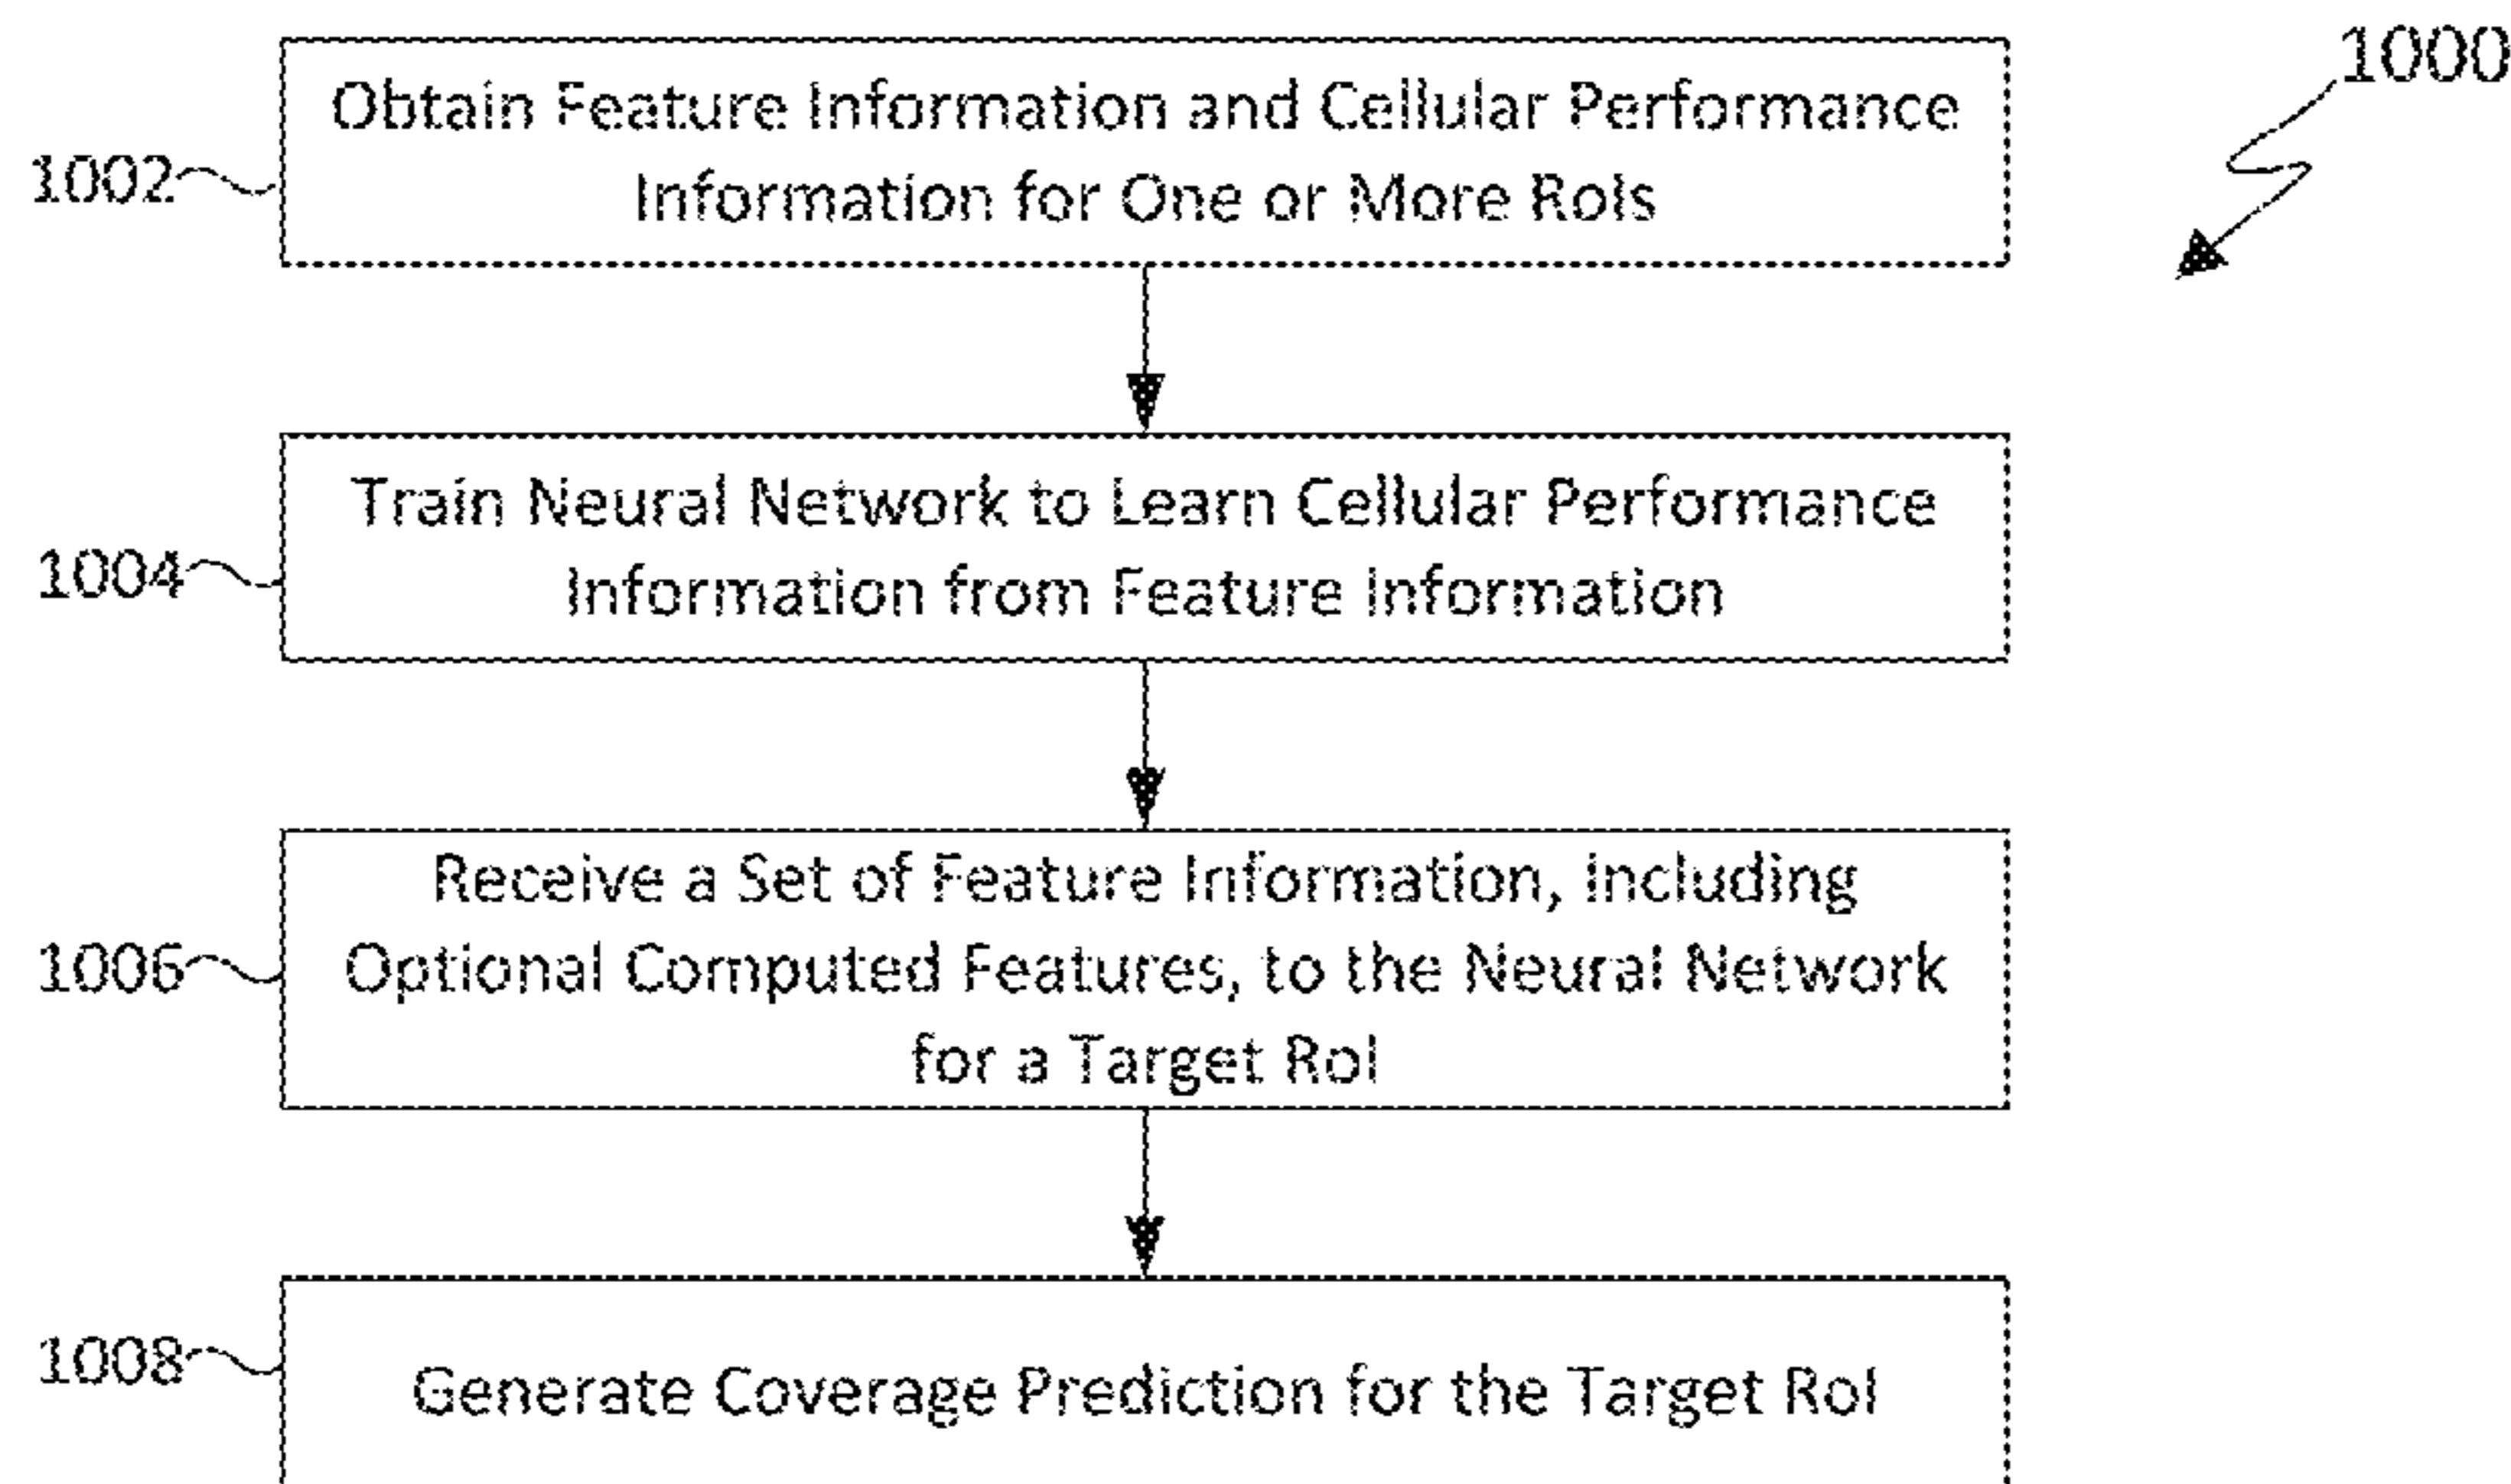 1000
Obtain Feature Information and Cellular Performance
1002
Information for One or More RoIs
Train Neural Network to Learn Cellular Performance
1004
Information from Feature Information
Receive a Set of Feature Information, Including
1006
Optional Computed Features, to the Neural Network
for a Target RoI
1008
Generate Coverage Prediction for the Target RoI